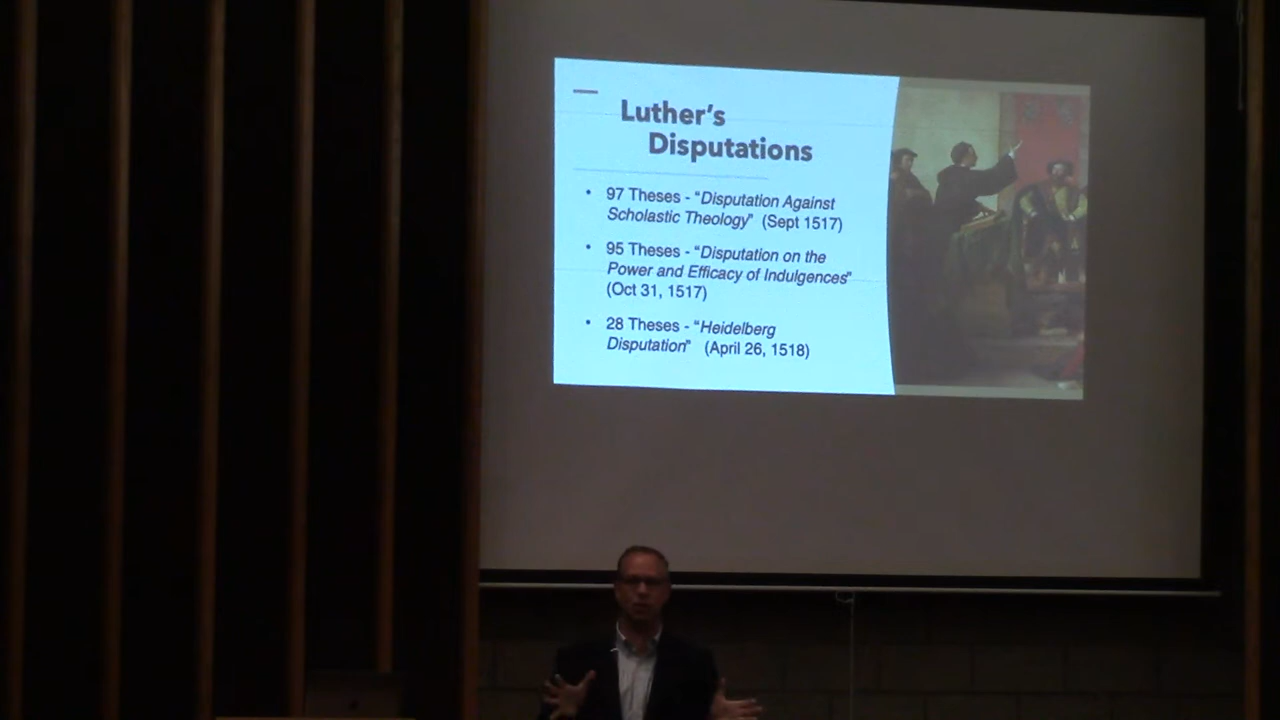 Luther's
Disputations
• 97 Theses - “Disputation Against
Scholastic Theology” (Sept 1517)
• 95 Theses - “Disputation on the
Power and Efficacy of Indulgences”
(Oct 31, 1517)
• 28 Theses - “Heidelberg
Disputation” (April 26, 1518)